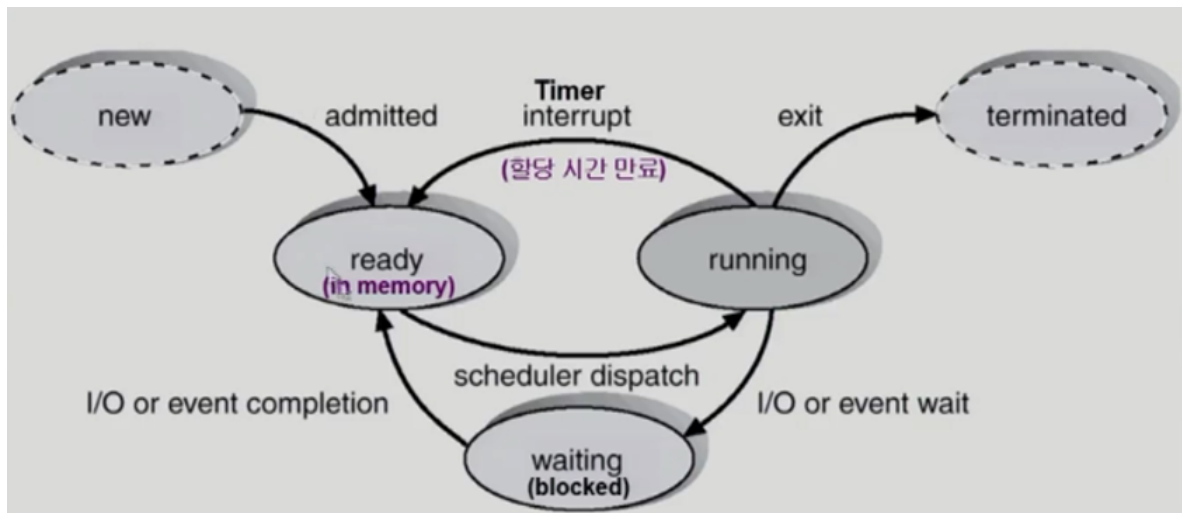 new
admitted
Timer
interrupt
(할당 시간 만료)
exit
terminated
ready
(in memory)
running
scheduler dispatch
I/O or event completion
I/O or event wait
waiting
(blocked)